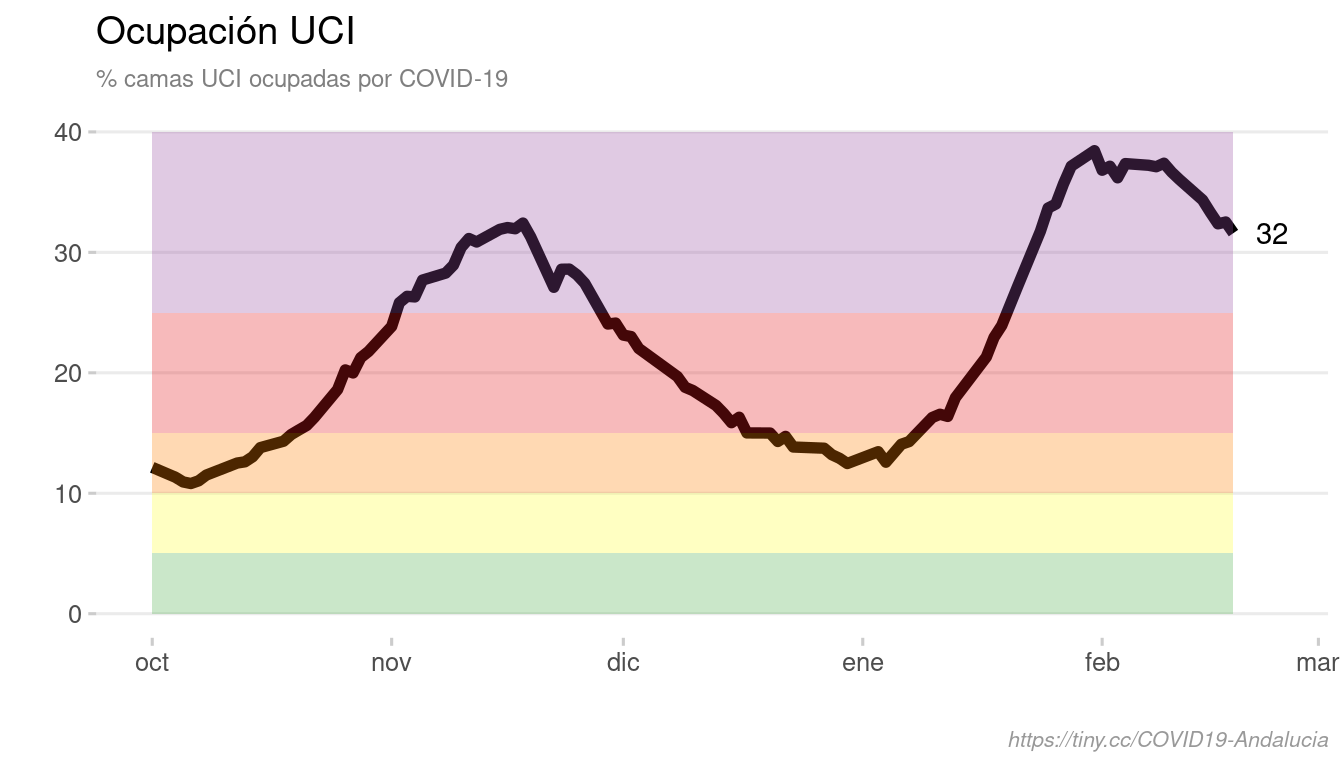 Ocupación UCI
% camas UCI ocupadas por COVID-19
40
30
20
10
0
32
oct nov dic ene feb mar
https://tiny.cc/COVID19-Andalucia